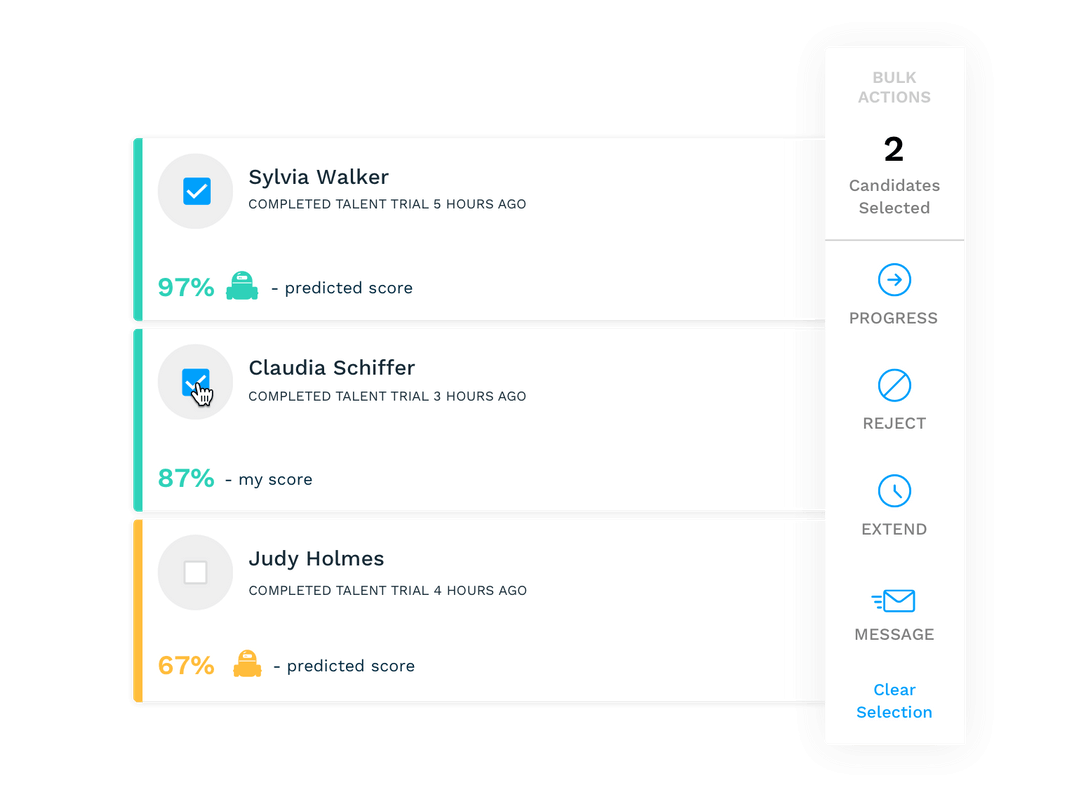 Sylvia Walker
COMPLETED TALENT TRIAL 5 HOURS AGO
97% - predicted score
Claudia Schiffer
COMPLETED TALENT TRIAL 3 HOURS AGO
87% - my score
Judy Holmes
COMPLETED TALENT TRIAL 4 HOURS AGO
67% - predicted score
BULK
ACTIONS
2
Candidates
Selected
PROGRESS
REJECT
EXTEND
MESSAGE
Clear
Selection